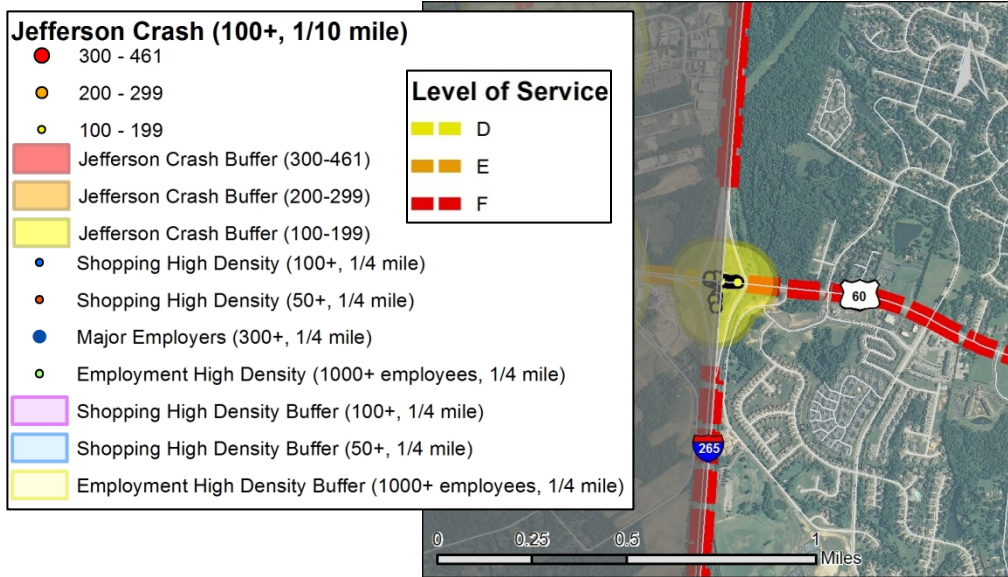 Jefferson Crash (100+, 1/10 mile)
300 - 461
200 - 299
100 - 199
Jefferson Crash Buffer (300-461)
Jefferson Crash Buffer (200-299)
Jefferson Crash Buffer (100-199)
Shopping High Density (100+, 1/4 mile)
Shopping High Density (50+, 1/4 mile)
Major Employers (300+, 1/4 mile)
Employment High Density (1000+ employees, 1/4 mile)
Shopping High Density Buffer (100+, 1/4 mile)
Shopping High Density Buffer (50+, 1/4 mile)
Employment High Density Buffer (1000+ employees, 1/4 mile)
Level of Service
D
E
F
N
60
265
0 0.25 0.5 1
Miles